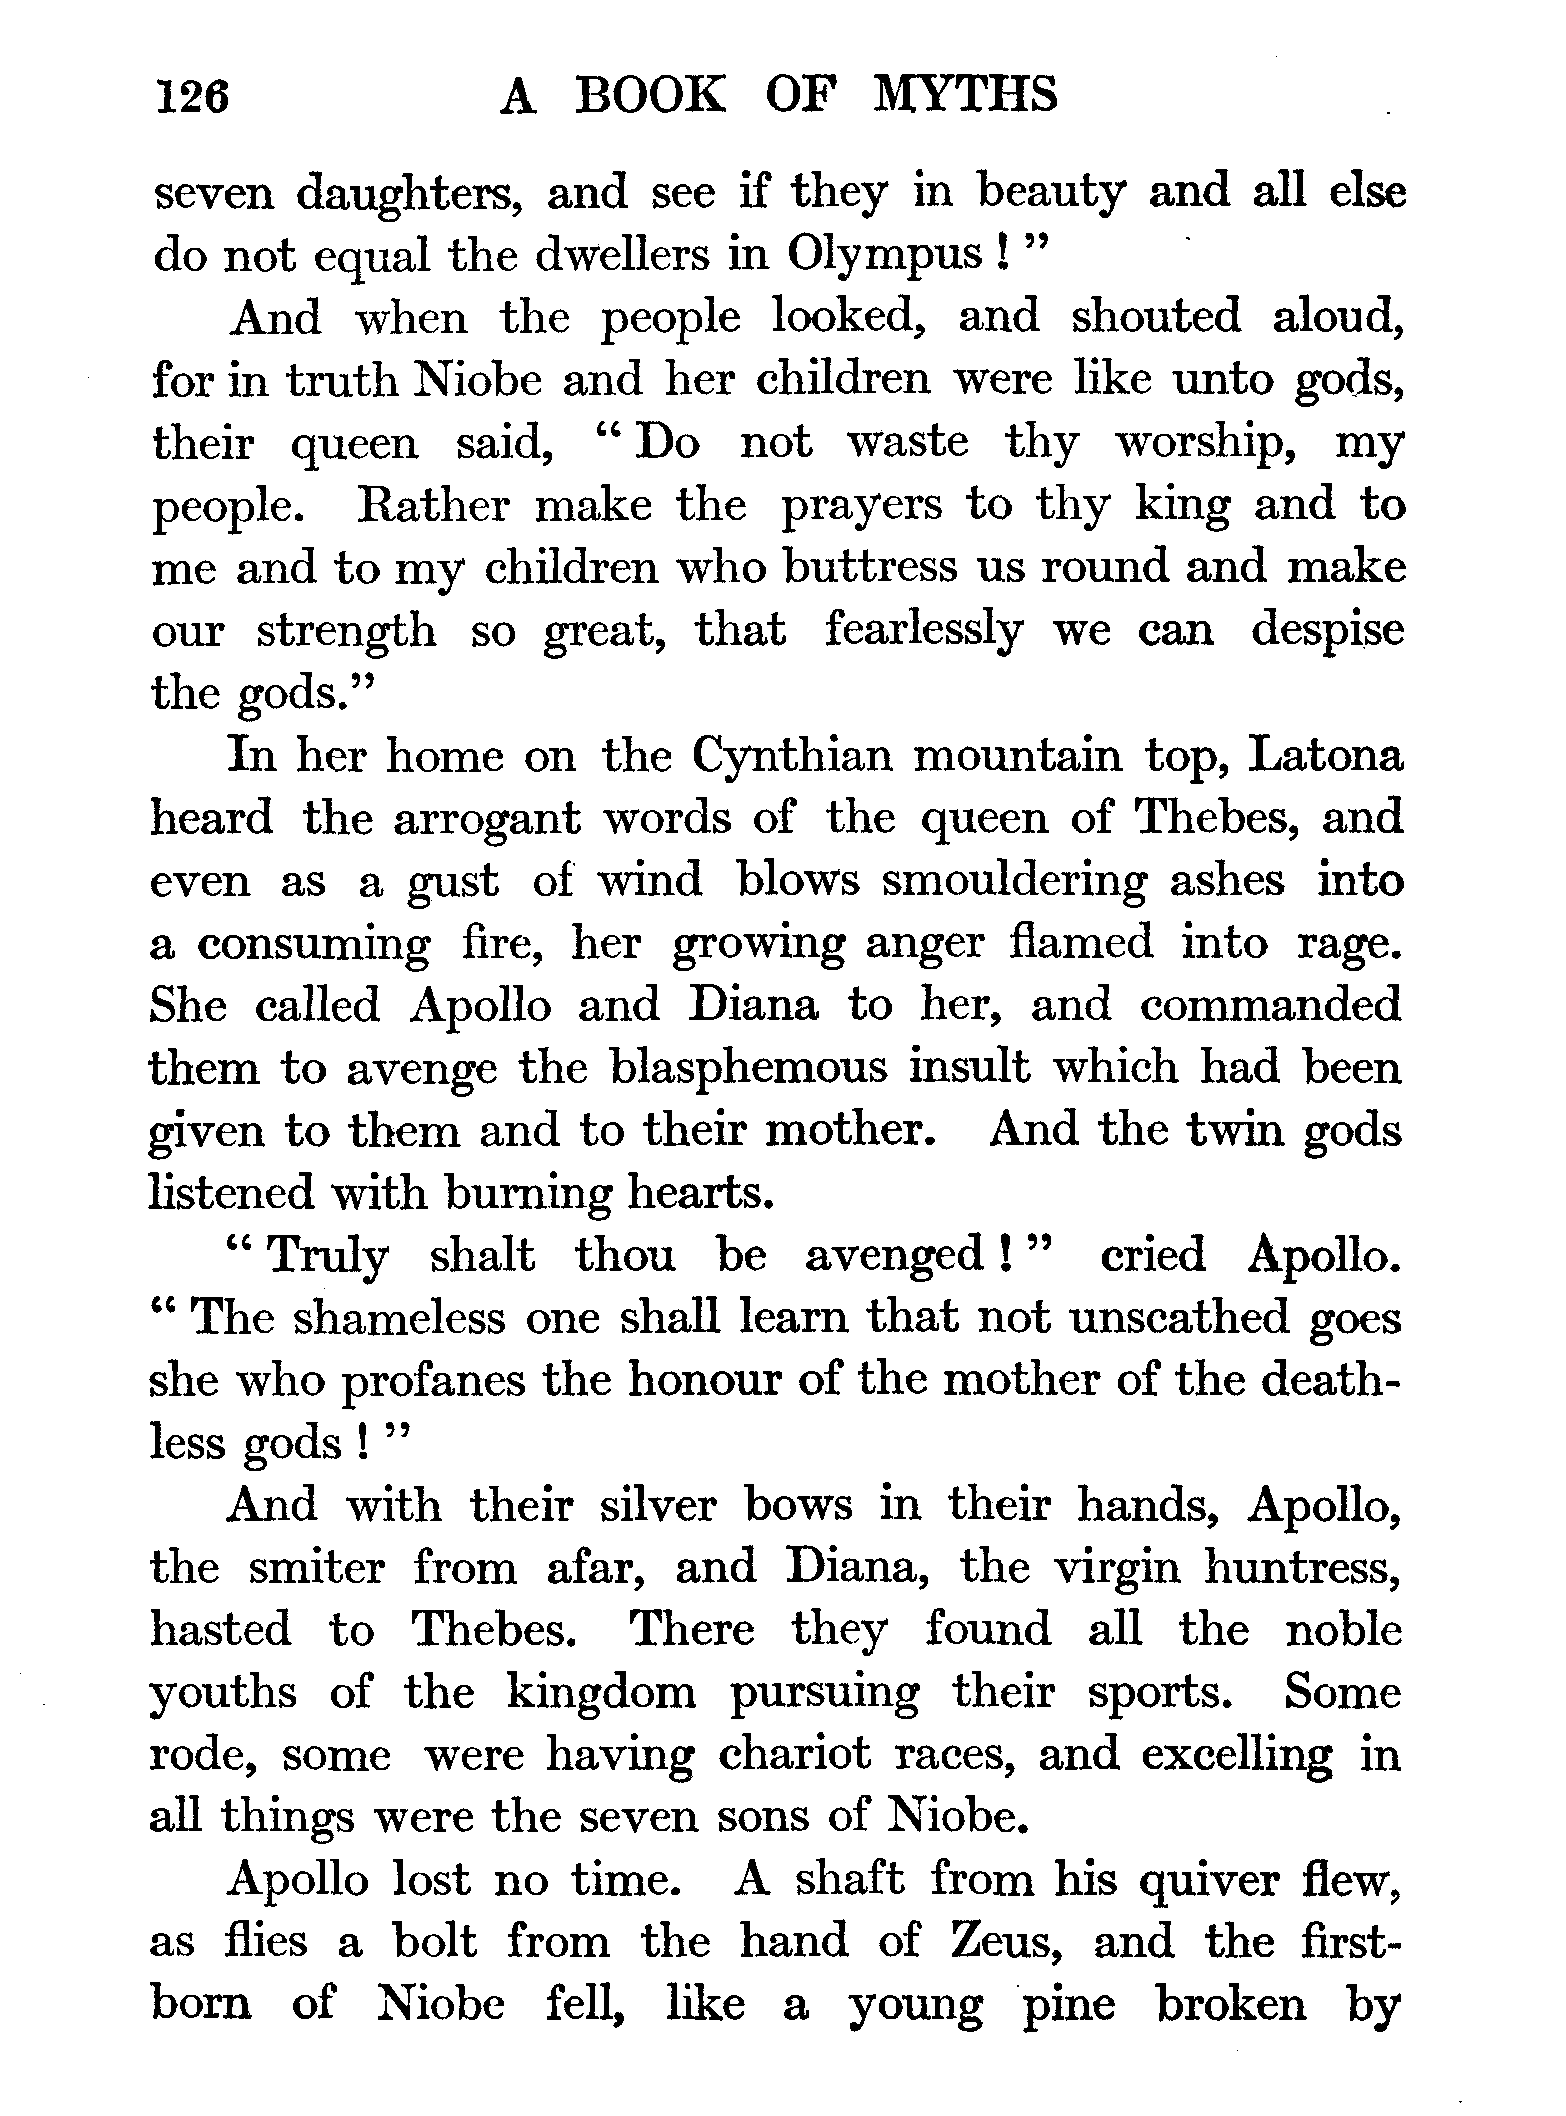 126 A BOOK OF MYTHS
seven daughters, and see if they in beauty and all else
do not equal the dwellers in Olympus ! ”
And when the people looked, and shouted aloud,
for in truth Niobe and her children were like unto gods,
their queen said, “ Do not waste thy worship, my
people. Rather make the prayers to thy king and to
me and to my children who buttress us round and make
our strength so great, that fearlessly we can despise
the gods.”
In her home on the Cynthian mountain top, Latona
heard the arrogant words of the queen of Thebes, and
even as a gust of wind blows smouldering ashes into
a consuming fire, her growing anger flamed into rage.
She called Apollo and Diana to her, and commanded
them to avenge the blasphemous insult which had been
given to them and to their mother. And the twin gods
listened with burning hearts.
“ Truly shalt thou be avenged ! ” cried Apollo.
“ The shameless one shall learn that not unscathed goes
she who profanes the honour of the mother of the death-
less gods ! ”
And with their silver bows in their hands, Apollo,
the smiter from afar, and Diana, the virgin huntress,
hasted to Thebes. There they found all the noble
youths of the kingdom pursuing their sports. Some
rode, some were having chariot races, and excelling in
all things were the seven sons of Niobe.
Apollo lost no time. A shaft from his quiver flew,
as flies a bolt from the hand of Zeus, and the first-
born of Niobe fell, like a young pine broken by